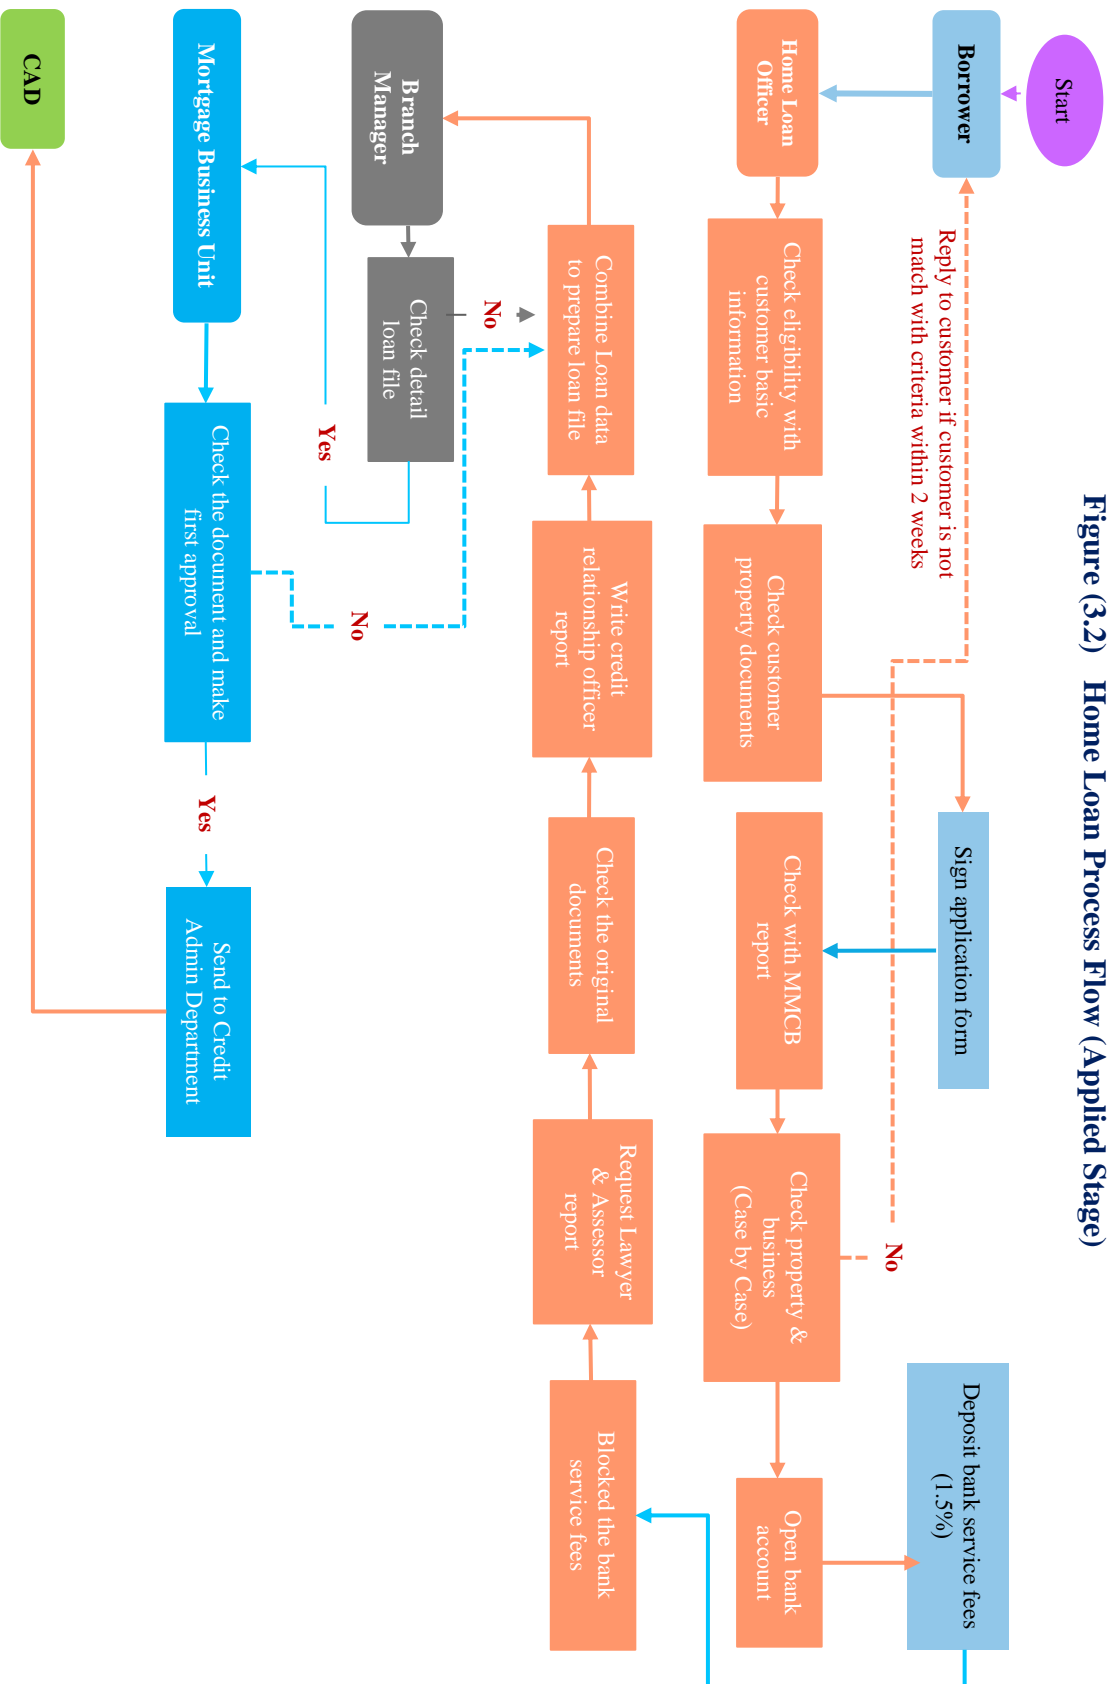 Figure (3.2) Home Loan Process Flow (Applied Stage)
Start
Borrower
Reply to customer if customer is not
match with criteria within 2 weeks
Sign application form
Deposit bank service fees
(1.5%)
No
Home Loan
Officer
Check eligibility with
customer basic
information
Check customer
property documents
Check with MMCB
report
Check property &
business
(Case by Case)
Open bank
account
Combine Loan data
to prepare loan file
Write credit
relationship officer
report
Check the original
documents
Request Lawyer
& Assessor
report
Blocked the bank
service fees
No
Branch
Manager
Check detail
loan file
Yes
No
Mortgage Business Unit
Check the document and make
first approval
Yes
Send to Credit
Admin Department
CAD